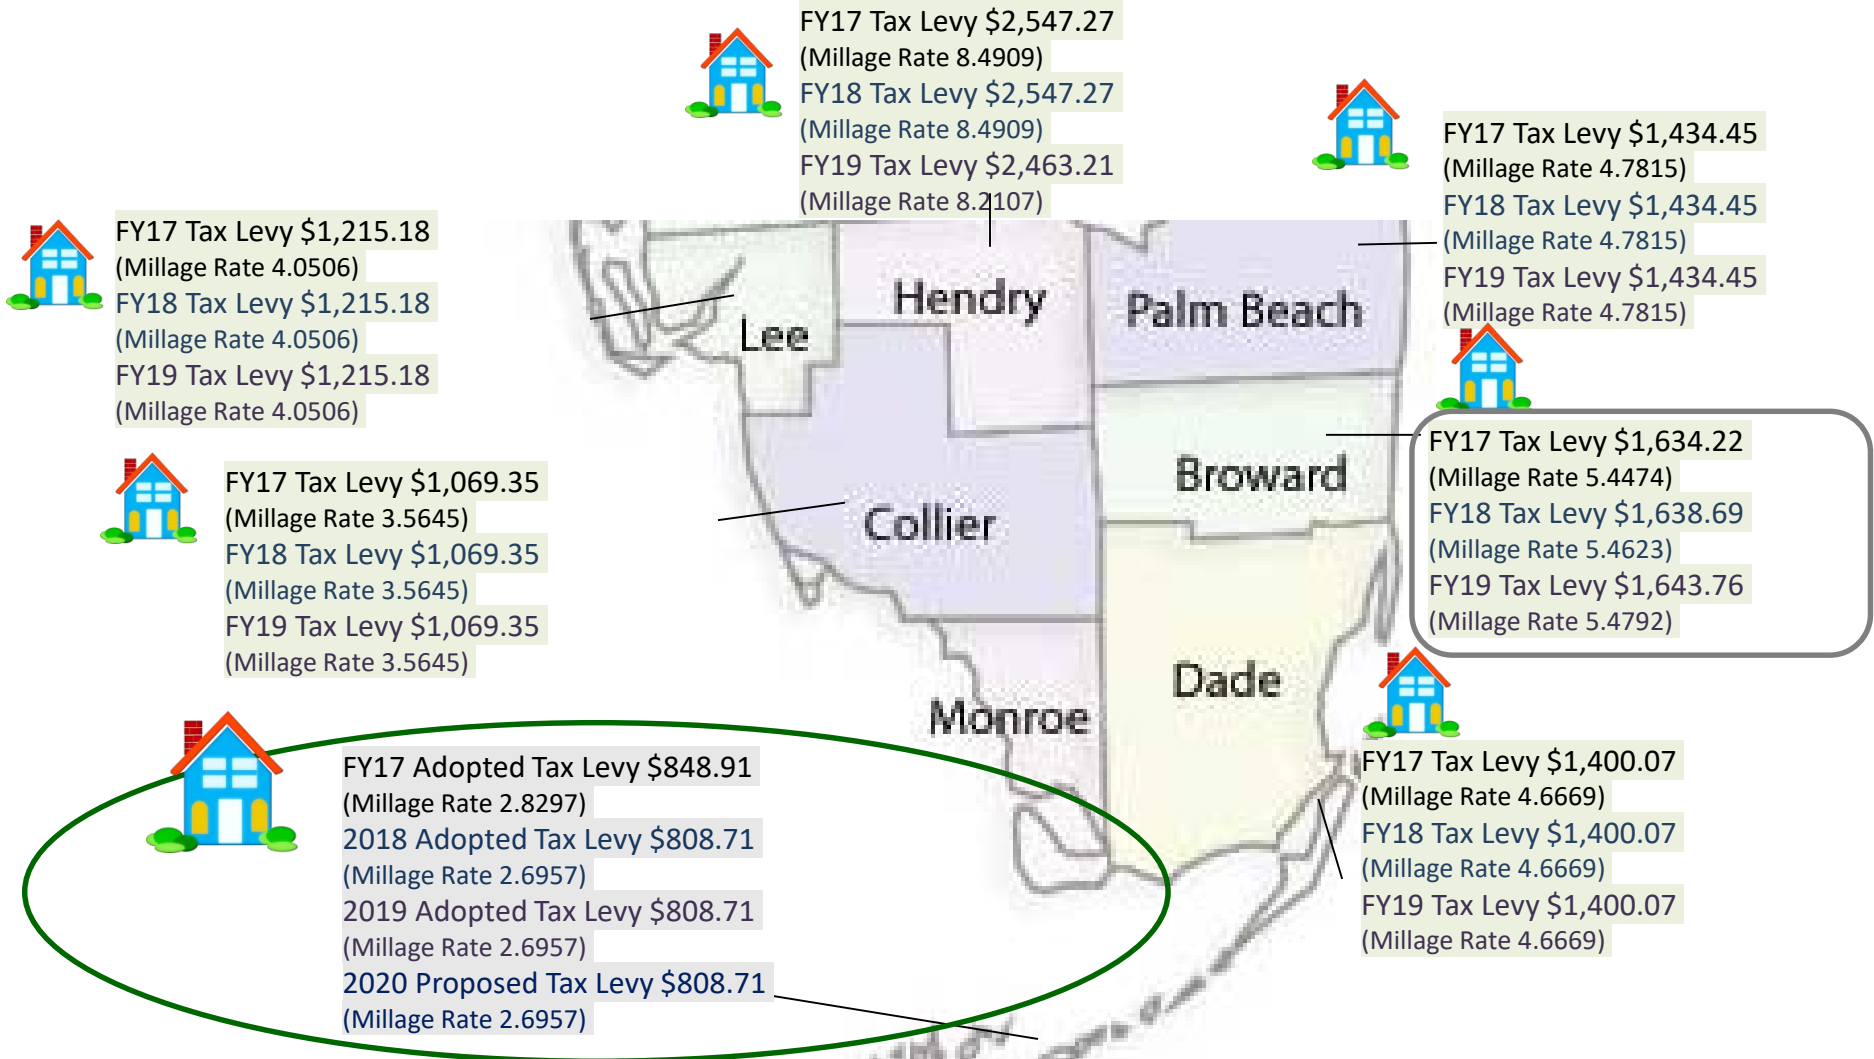 FY17 Tax Levy $2,547.27
(Millage Rate 8.4909)
FY18 Tax Levy $2,547.27
(Millage Rate 8.4909)
FY19 Tax Levy $2,463.21
(Millage Rate 8.2107)
FY17 Tax Levy $1,434.45
(Millage Rate 4.7815)
FY18 Tax Levy $1,434.45
(Millage Rate 4.7815)
FY19 Tax Levy $1,434.45
(Millage Rate 4.7815)
FY17 Tax Levy $1,215.18
(Millage Rate 4.0506)
FY18 Tax Levy $1,215.18
(Millage Rate 4.0506)
FY19 Tax Levy $1,215.18
(Millage Rate 4.0506)
Hendry
Palm Beach
Lee
FY17 Tax Levy $1,634.22
(Millage Rate 5.4474)
FY18 Tax Levy $1,638.69
(Millage Rate 5.4623)
FY19 Tax Levy $1,643.76
(Millage Rate 5.4792)
Broward
Collier
FY17 Tax Levy $1,069.35
(Millage Rate 3.5645)
FY18 Tax Levy $1,069.35
(Millage Rate 3.5645)
FY19 Tax Levy $1,069.35
(Millage Rate 3.5645)
Dade
Monroe
FY17 Adopted Tax Levy $848.91
(Millage Rate 2.8297)
2018 Adopted Tax Levy $808.71
(Millage Rate 2.6957)
2019 Adopted Tax Levy $808.71
(Millage Rate 2.6957)
2020 Proposed Tax Levy $808.71
(Millage Rate 2.6957)
FY17 Tax Levy $1,400.07
(Millage Rate 4.6669)
FY18 Tax Levy $1,400.07
(Millage Rate 4.6669)
FY19 Tax Levy $1,400.07
(Millage Rate 4.6669)